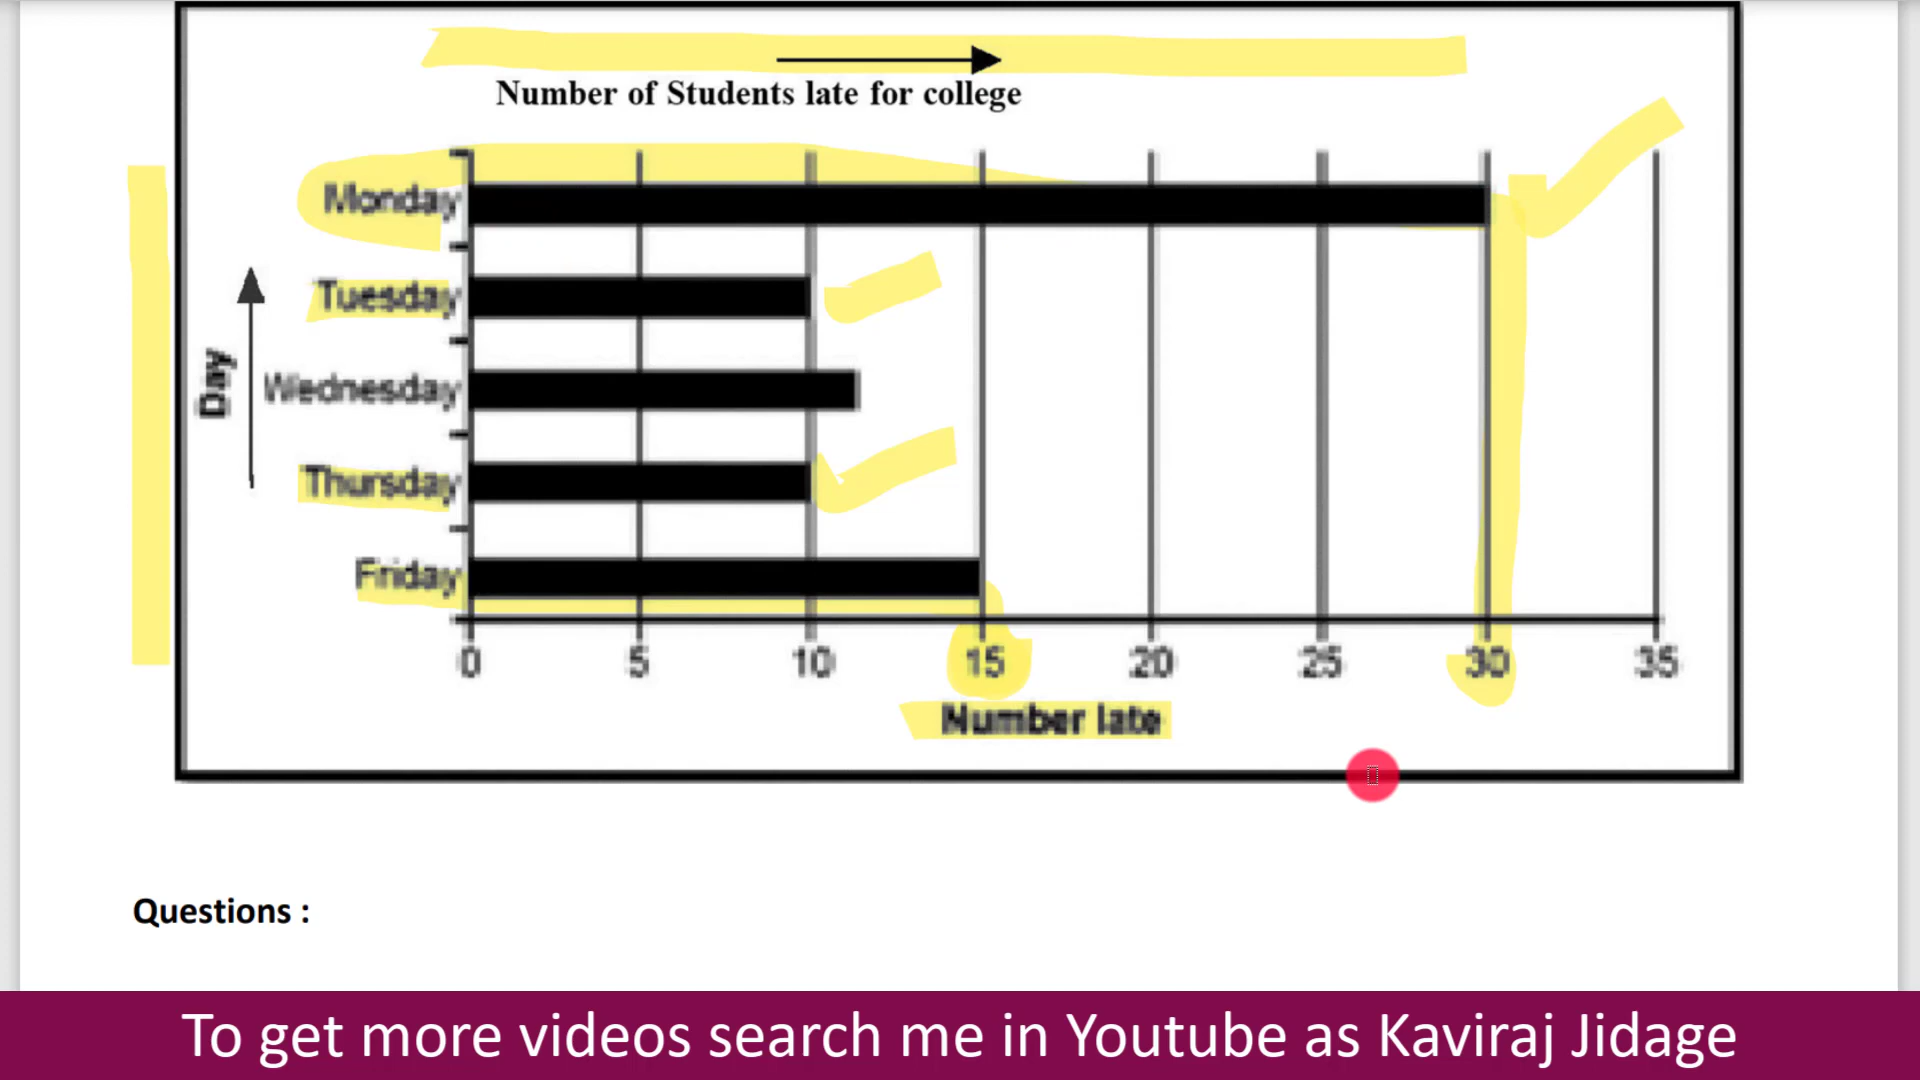 Number of Students late for college
Monday
Tuesday
Wednesday
Thursday
Friday
Day
0 5 10 15 20 25 30 35
Number late
Questions :
To get more videos search me in Youtube as Kaviraj Jidage